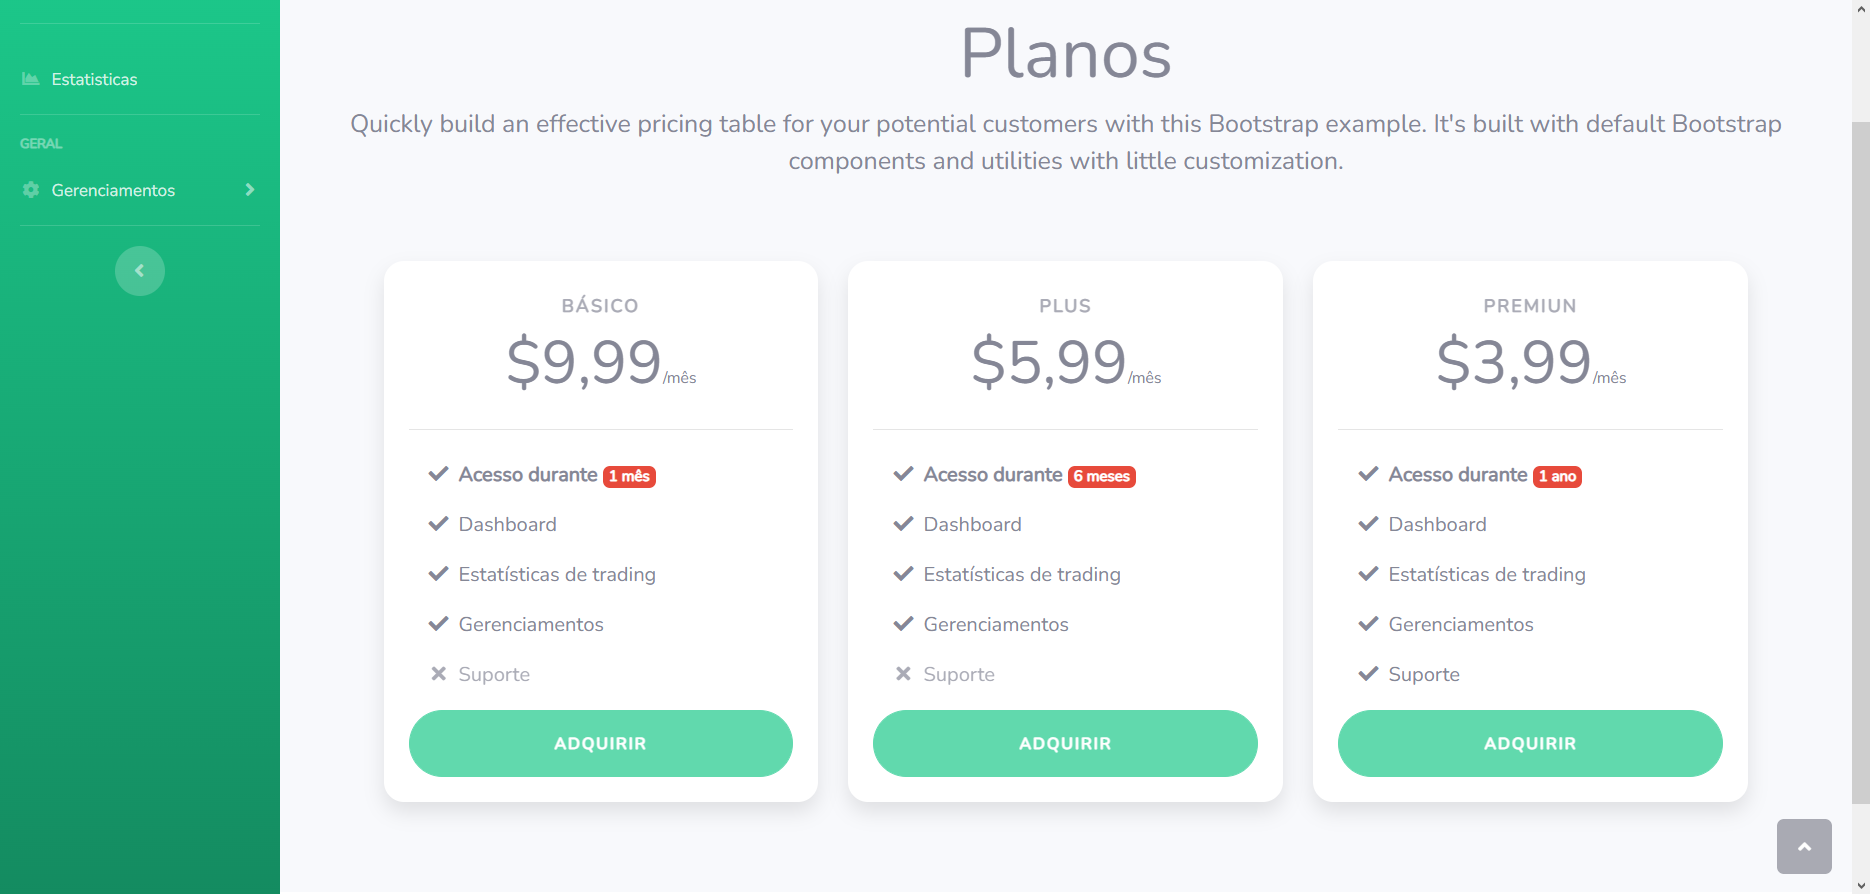 Estatisticas
GERAL
Gerenciamentos
Planos
Quickly build an effective pricing table for your potential customers with this Bootstrap example. It's built with default Bootstrap
components and utilities with little customization.
BÁSICO
$9,99/mês
Acesso durante 1 mês
Dashboard
Estatísticas de trading
Gerenciamentos
Suporte
ADQUIRIR
PLUS
$5,99/mês
Acesso durante 6 meses
Dashboard
Estatísticas de trading
Gerenciamentos
Suporte
ADQUIRIR
PREMIUN
$3,99/mês
Acesso durante 1 ano
Dashboard
Estatísticas de trading
Gerenciamentos
Suporte
ADQUIRIR